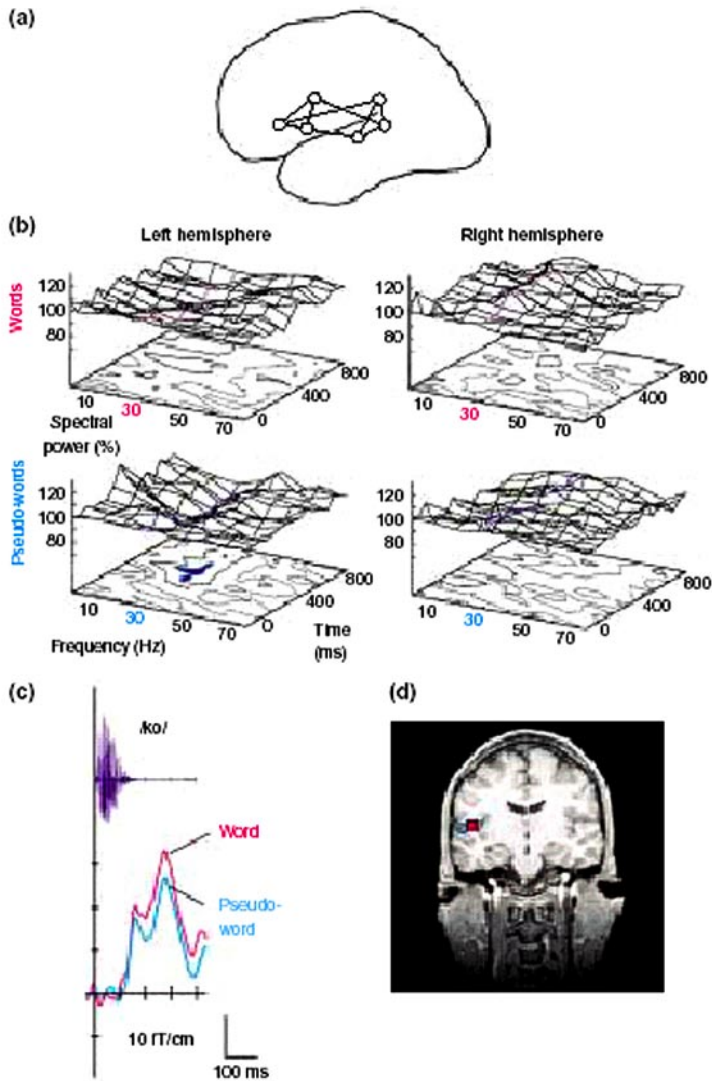 (a)
(b)
Left hemisphere
Right hemisphere
Words
120
100
80
10
30
50
70
0
400
800
Spectral
power (%)
120
100
80
10
30
50
70
0
400
800
Pseudo-words
120
100
80
10
30
50
70
0
400
800
Frequency (Hz)
Time
(ms)
120
100
80
10
30
50
70
0
400
800
(c)
/ko/
Word
Pseudo-
word
10 fT/cm
100 ms
(d)